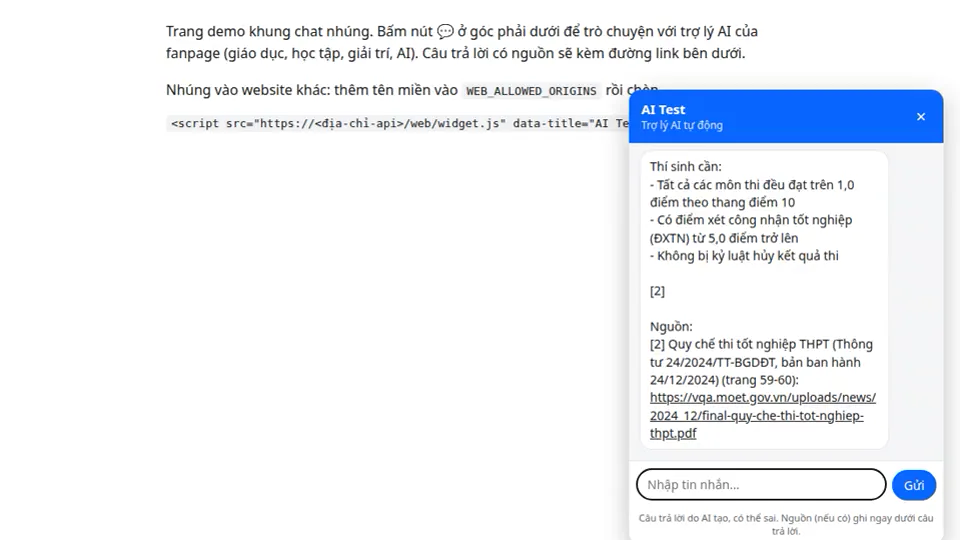 Trang demo khung chat nhúng. Bấm nút 💬 ở góc phải dưới để trò chuyện với trợ lý AI của
fanpage (giáo dục, học tập, giải trí, AI). Câu trả lời có nguồn sẽ kèm đường link bên dưới.
Nhúng vào website khác: thêm tên miền vào WEB_ALLOWED_ORIGINS rồi chèn
<script src="https://<địa-chỉ-api>/web/widget.js" data-title="AI Te
AI Test
Trợ lý AI tự động
×
Thí sinh cần:
- Tất cả các môn thi đều đạt trên 1,0
điểm theo thang điểm 10
- Có điểm xét công nhận tốt nghiệp
(ĐXTN) từ 5,0 điểm trở lên
- Không bị kỷ luật hủy kết quả thi
[2]
Nguồn:
[2] Quy chế thi tốt nghiệp THPT (Thông
tư 24/2024/TT-BGDĐT, bản ban hành
24/12/2024) (trang 59-60):
https://vqa.moet.gov.vn/uploads/news/
2024_12/final-quy-che-thi-tot-nghiep-
thpt.pdf
Nhập tin nhắn...
Gửi
Câu trả lời do AI tạo, có thể sai. Nguồn (nếu có) ghi ngay dưới câu
trả lời.